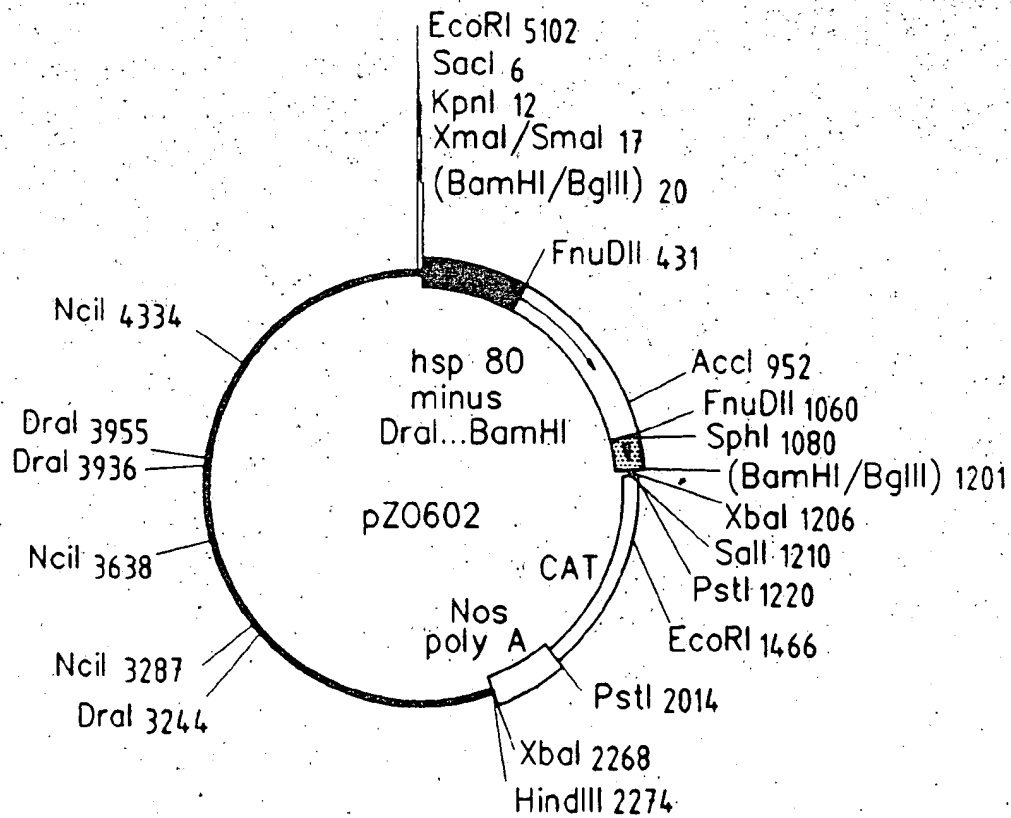 EcoRI 5102
SacI 6
KpnI 12
XmaI/SmaI 17
(BamHI/BglII) 20
FnuDII 431
NciI 4334
hsp 80
minus
DraI...BamHI
AccI 952
FnuDII 1060
SphI 1080
(BamHI/BglII) 1201
XbaI 1206
SalI 1210
PstI 1220
EcoRI 1466
DraI 3955
DraI 3936
pZO602
NciI 3638
CAT
Nos
poly A
NciI 3287
DraI 3244
PstI 2014
XbaI 2268
HindIII 2274